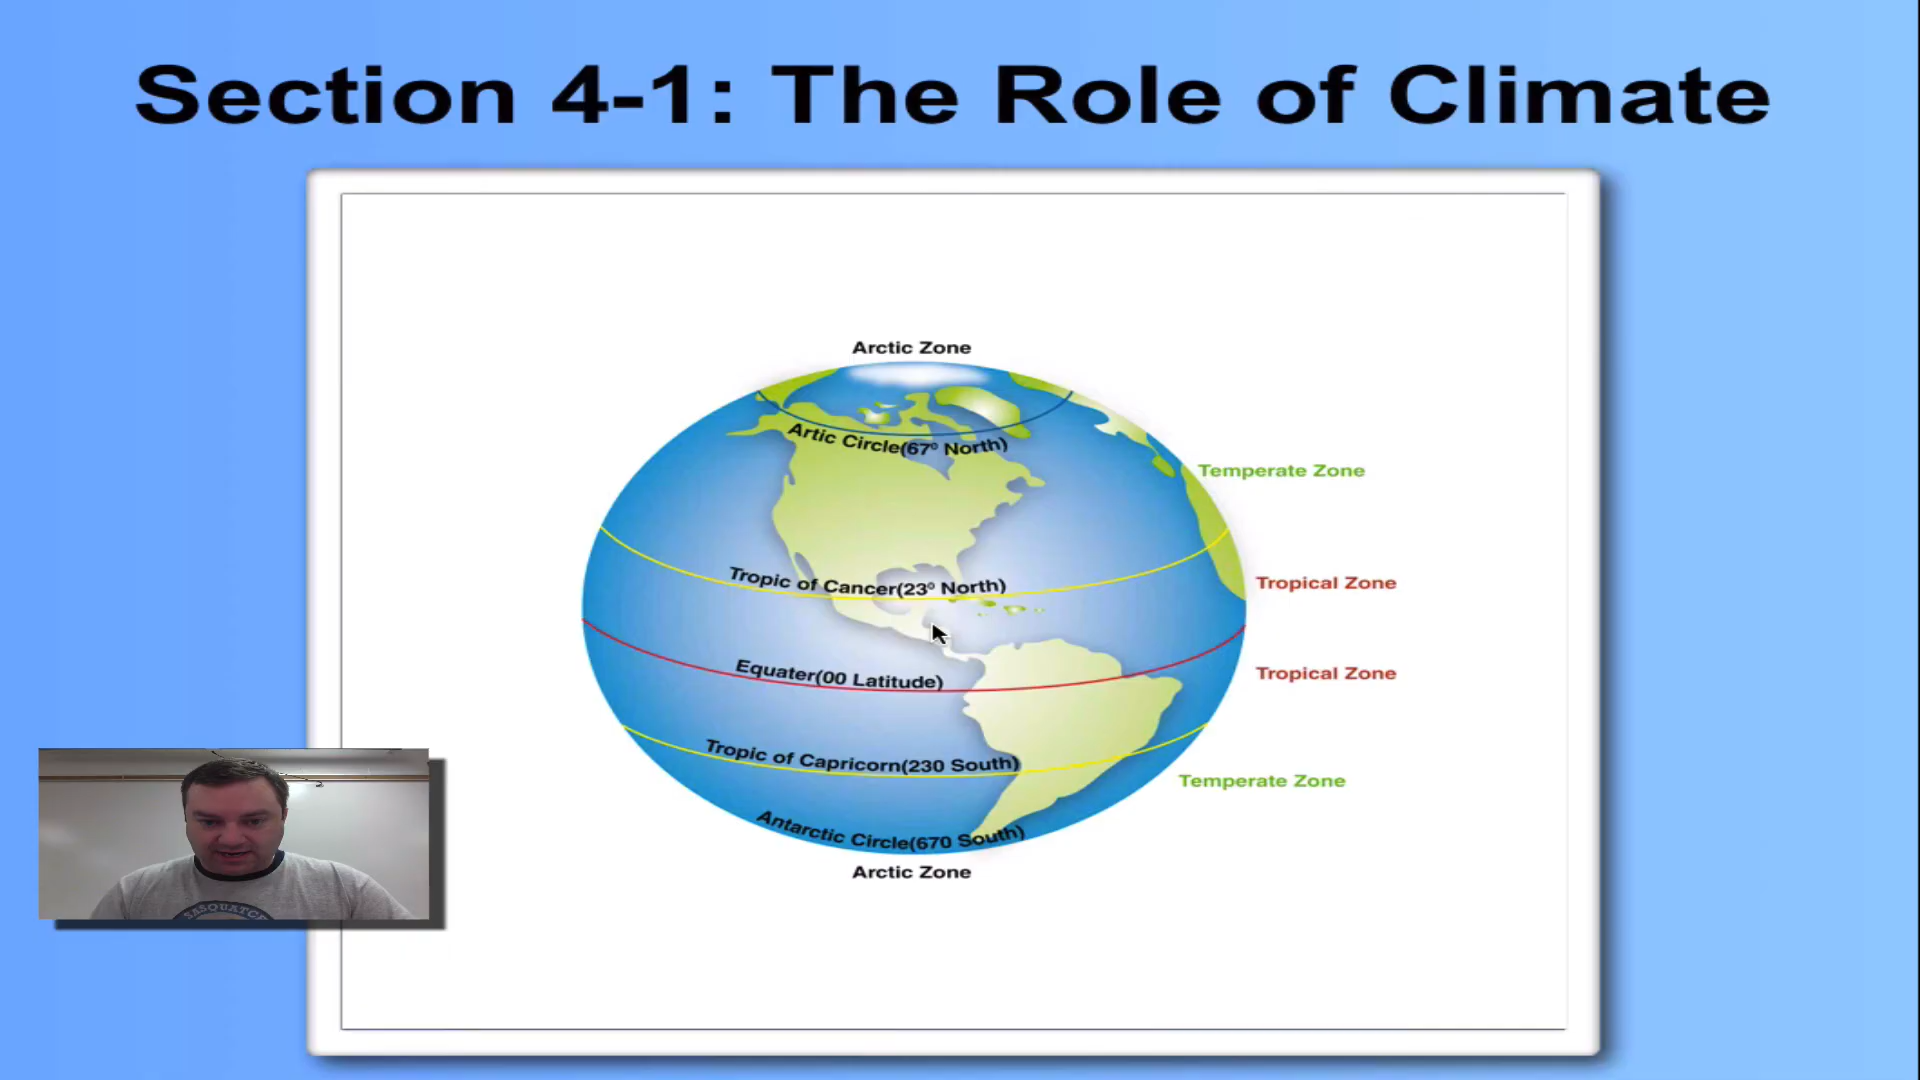 Section 4-1: The Role of Climate
Arctic Zone
Artic Circle(67º North)
Temperate Zone
Tropic of Cancer(23º North)
Tropical Zone
Equater(00 Latitude)
Tropical Zone
Tropic of Capricorn(230 South)
Temperate Zone
Antarctic Circle(670 South)
Arctic Zone